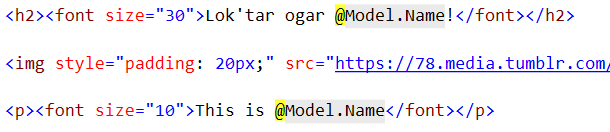 <h2><font size="30">Lok'tar ogar @Model.Name!</font></h2>
<img style="padding: 20px;" src="https://78.media.tumblr.com/
<p><font size="10">This is @Model.Name</font></p>